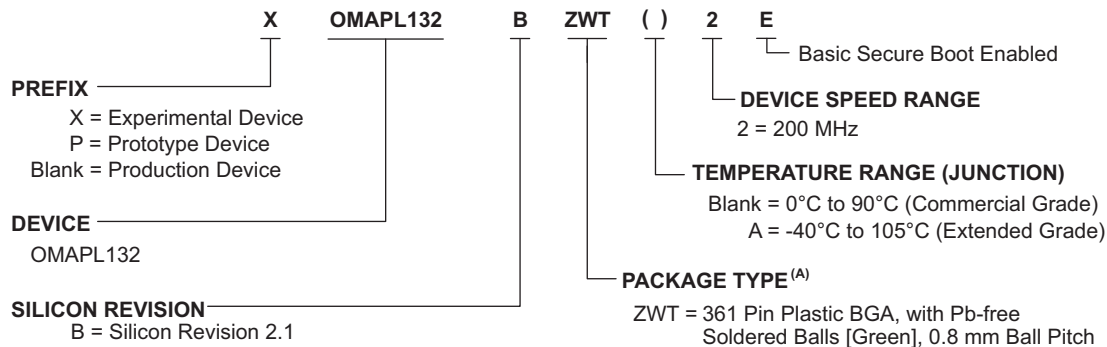 X OMAPL132 B ZWT ( ) 2 E
Basic Secure Boot Enabled
PREFIX
X = Experimental Device
P = Prototype Device
Blank = Production Device
DEVICE SPEED RANGE
2 = 200 MHz
TEMPERATURE RANGE (JUNCTION)
Blank = 0°C to 90°C (Commercial Grade)
A = -40°C to 105°C (Extended Grade)
DEVICE
OMAPL132
PACKAGE TYPE(A)
ZWT = 361 Pin Plastic BGA, with Pb-free
Soldered Balls [Green], 0.8 mm Ball Pitch
SILICON REVISION
B = Silicon Revision 2.1